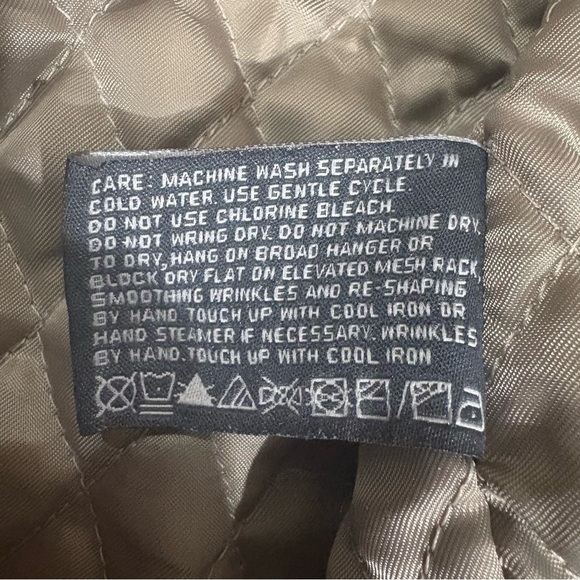 CARE: MACHINE WASH SEPARATELY IN
COLD WATER. USE GENTLE CYCLE.
DO NOT USE CHLORINE BLEACH.
DO NOT WRING DRY. DO NOT MACHINE DRY.
TO DRY, HANG ON BROAD HANGER OR
BLOCK DRY FLAT ON ELEVATED MESH RACK,
SMOOTHING WRINKLES AND RE-SHAPING
BY HAND TOUCH UP WITH COOL IRON OR
HAND STEAMER IF NECESSARY. WRINKLES
BY HAND. TOUCH UP WITH COOL IRON